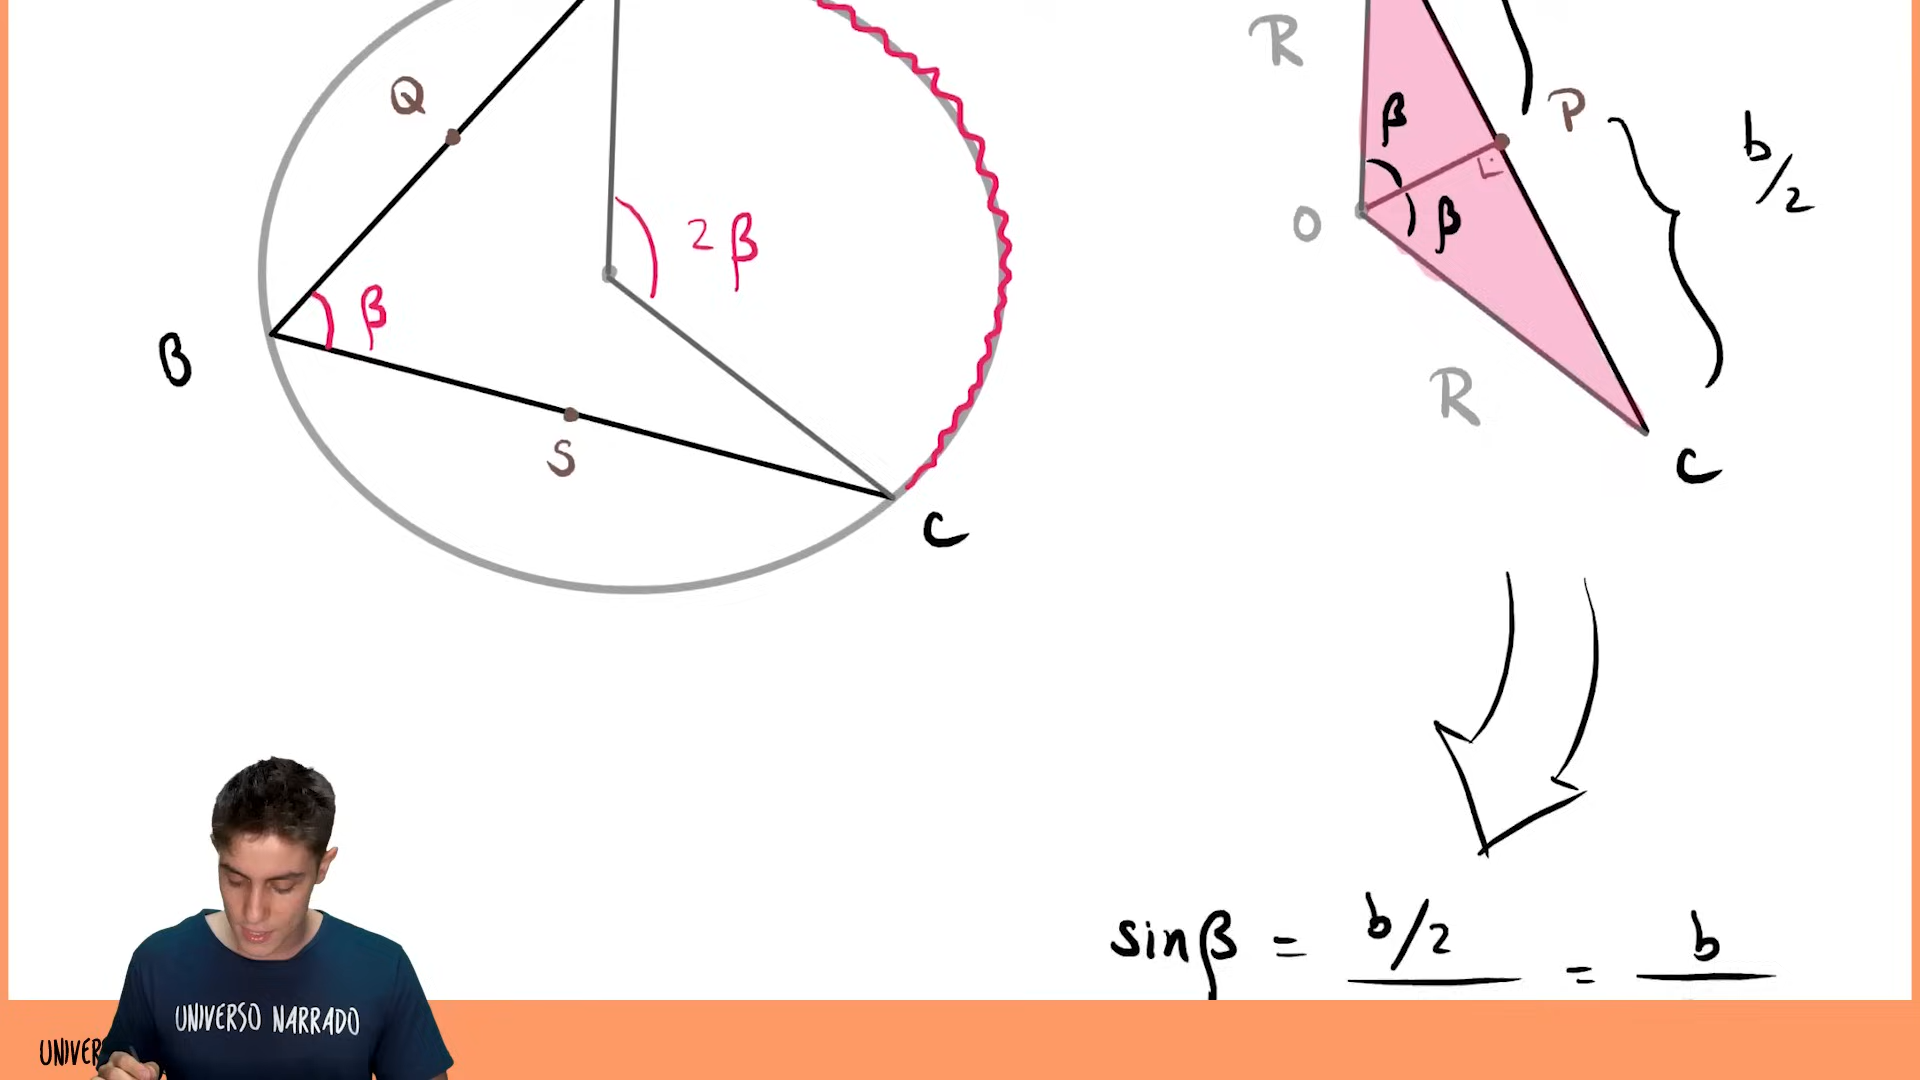 Q
2β
β
B
S
C
R
β
P
b/2
O
β
R
C
sinβ = b/2 = b
UNIVERSO NARRADO
UNIVER